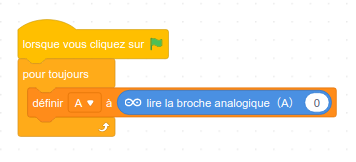 lorsque vous cliquez sur
pour toujours
définir A à lire la broche analogique (A) 0